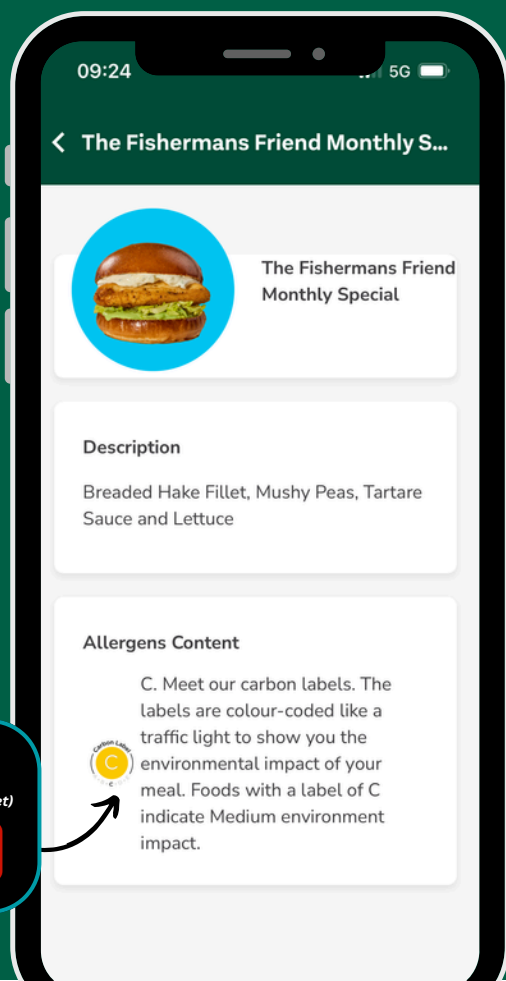 09:24
5G
The Fishermans Friend Monthly S...
The Fishermans Friend
Monthly Special
Description
Breaded Hake Fillet, Mushy Peas, Tartare
Sauce and Lettuce
Allergens Content
C. Meet our carbon labels. The
labels are colour-coded like a
traffic light to show you the
Carbon Label
C
environmental impact of your
meal. Foods with a label of C
indicate Medium environment
impact.